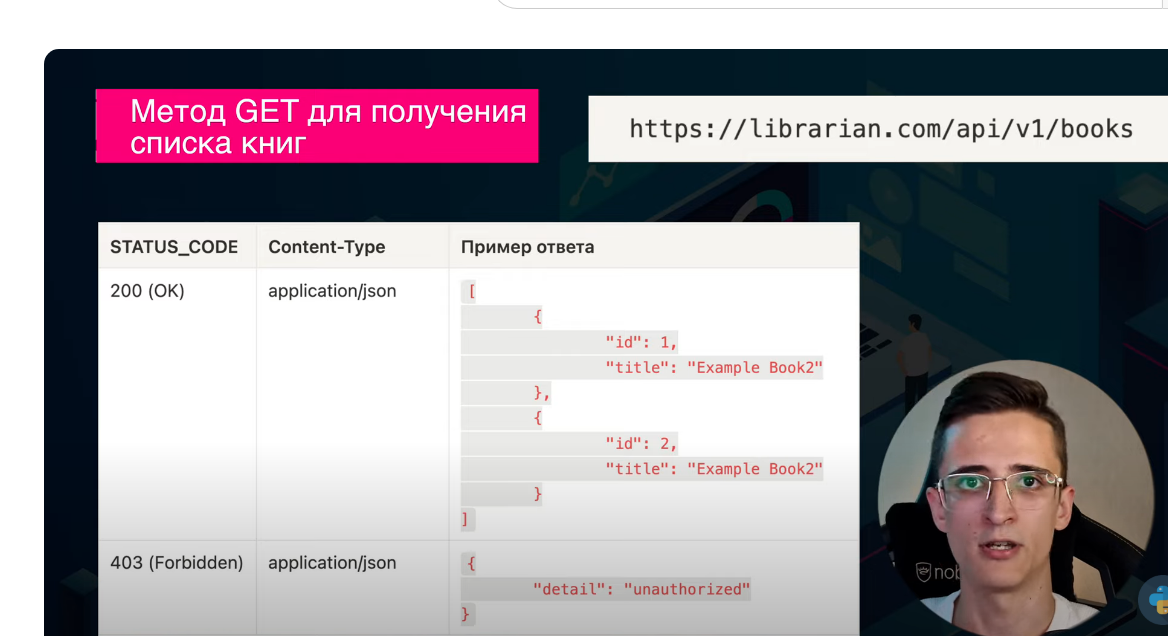 Метод GET для получения
списка книг
https://librarian.com/api/v1/books
STATUS_CODE Content-Type Пример ответа
200 (OK) application/json [
{
"id": 1,
"title": "Example Book2"
},
{
"id": 2,
"title": "Example Book2"
}
]
403 (Forbidden) application/json {
"detail": "unauthorized"
}